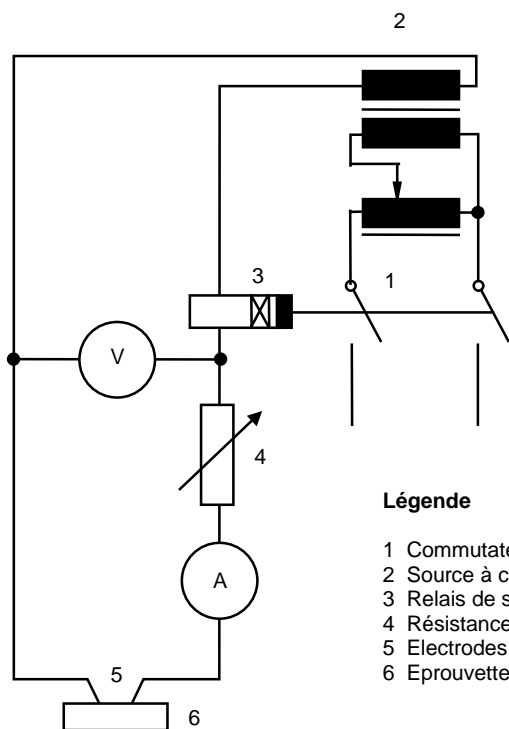 2
3
1
V
4
A
5
6
Légende
1 Commutate
2 Source à c
3 Relais de s
4 Résistance
5 Electrodes
6 Eprouvette